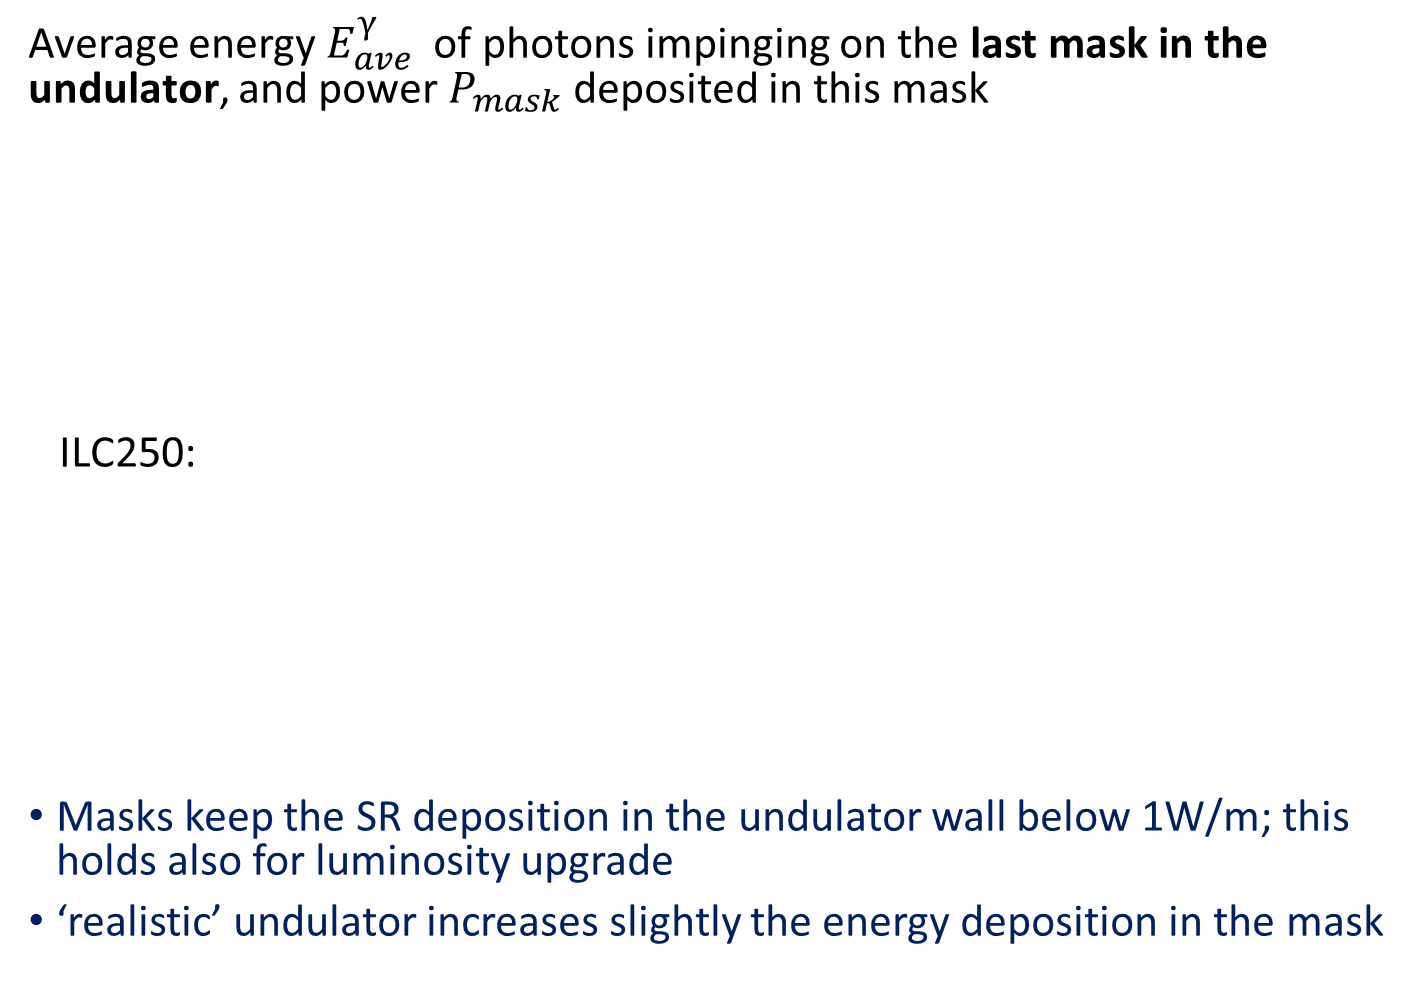 Average energy $E_{ave}^{\gamma}$ of photons impinging on the last mask in the
undulator, and power $P_{mask}$ deposited in this mask
ILC250:
• Masks keep the SR deposition in the undulator wall below 1W/m; this
holds also for luminosity upgrade
• ‘realistic’ undulator increases slightly the energy deposition in the mask